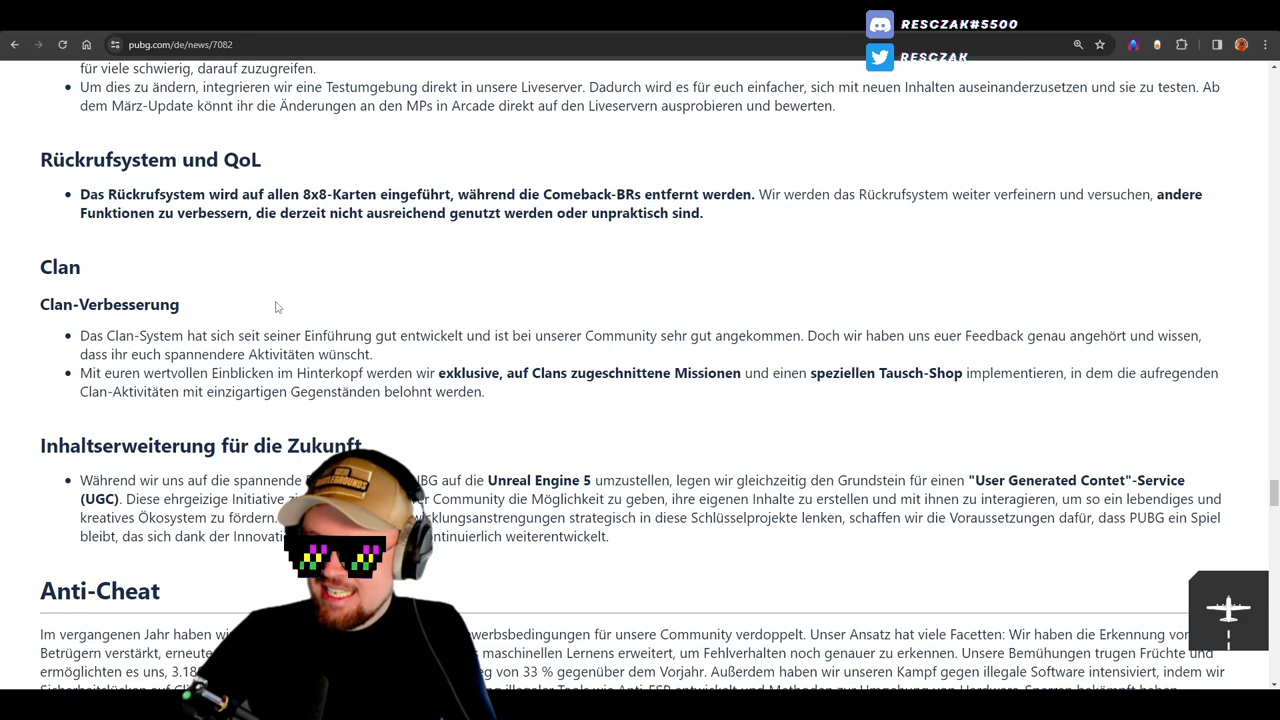 RESCZAK#5500
pubg.com/de/news/7082
RESCZAK
für viele schwierig, darauf zuzugreifen.
Um dies zu ändern, integrieren wir eine Testumgebung direkt in unsere Liveserver. Dadurch wird es für euch einfacher, sich mit neuen Inhalten auseinanderzusetzen und sie zu testen. Ab
dem März-Update könnt ihr die Änderungen an den MPs in Arcade direkt auf den Liveservern ausprobieren und bewerten.
Rückrufsystem und QoL
Das Rückrufsystem wird auf allen 8x8-Karten eingeführt, während die Comeback-BRs entfernt werden. Wir werden das Rückrufsystem weiter verfeinern und versuchen, andere
Funktionen zu verbessern, die derzeit nicht ausreichend genutzt werden oder unpraktisch sind.
Clan
Clan-Verbesserung
Das Clan-System hat sich seit seiner Einführung gut entwickelt und ist bei unserer Community sehr gut angekommen. Doch wir haben uns euer Feedback genau angehört und wissen,
dass ihr euch spannendere Aktivitäten wünscht.
Mit euren wertvollen Einblicken im Hinterkopf werden wir exklusive, auf Clans zugeschnittene Missionen und einen speziellen Tausch-Shop implementieren, in dem die aufregenden
Clan-Aktivitäten mit einzigartigen Gegenständen belohnt werden.
Inhaltserweiterung für die Zukunft
Während wir uns auf die spannende BG auf die Unreal Engine 5 umzustellen, legen wir gleichzeitig den Grundstein für einen "User Generated Contet"-Service
(UGC). Diese ehrgeizige Initiative Community die Möglichkeit zu geben, ihre eigenen Inhalte zu erstellen und mit ihnen zu interagieren, um so ein lebendiges und
kreatives Ökosystem zu fördern. wicklungsanstrengungen strategisch in diese Schlüsselprojekte lenken, schaffen wir die Voraussetzungen dafür, dass PUBG ein Spiel
bleibt, das sich dank der Innovati ntinuierlich weiterentwickelt.
Anti-Cheat
Im vergangenen Jahr haben werbsbedingungen für unsere Community verdoppelt. Unser Ansatz hat viele Facetten: Wir haben die Erkennung von
Betrügern verstärkt, erneute maschinellen Lernens erweitert, um Fehlverhalten noch genauer zu erkennen. Unsere Bemühungen trugen Früchte und
ermöglichten es uns, 3.18 eg von 33 % gegenüber dem Vorjahr. Außerdem haben wir unseren Kampf gegen illegale Software intensiviert, indem wir